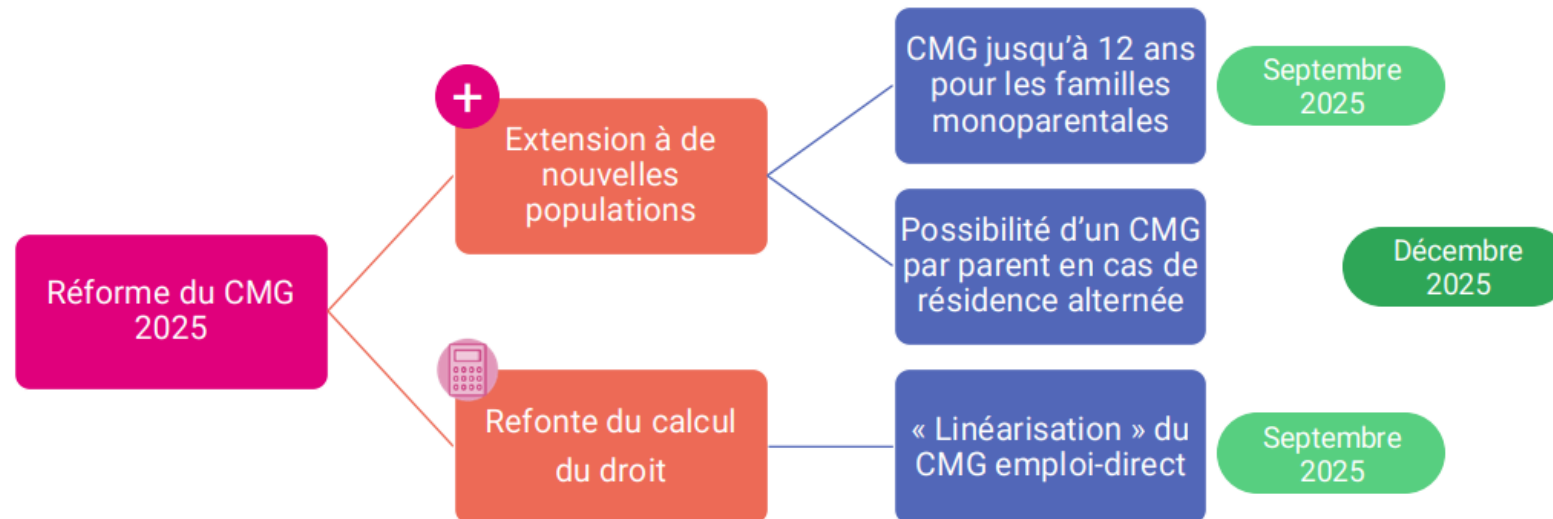 Réforme du CMG
2025
+
Extension à de
nouvelles
populations
CMG jusqu’à 12 ans
pour les familles
monoparentales
Septembre
2025
Possibilité d’un CMG
par parent en cas de
résidence alternée
Décembre
2025
Refonte du calcul
du droit
« Linéarisation » du
CMG emploi-direct
Septembre
2025